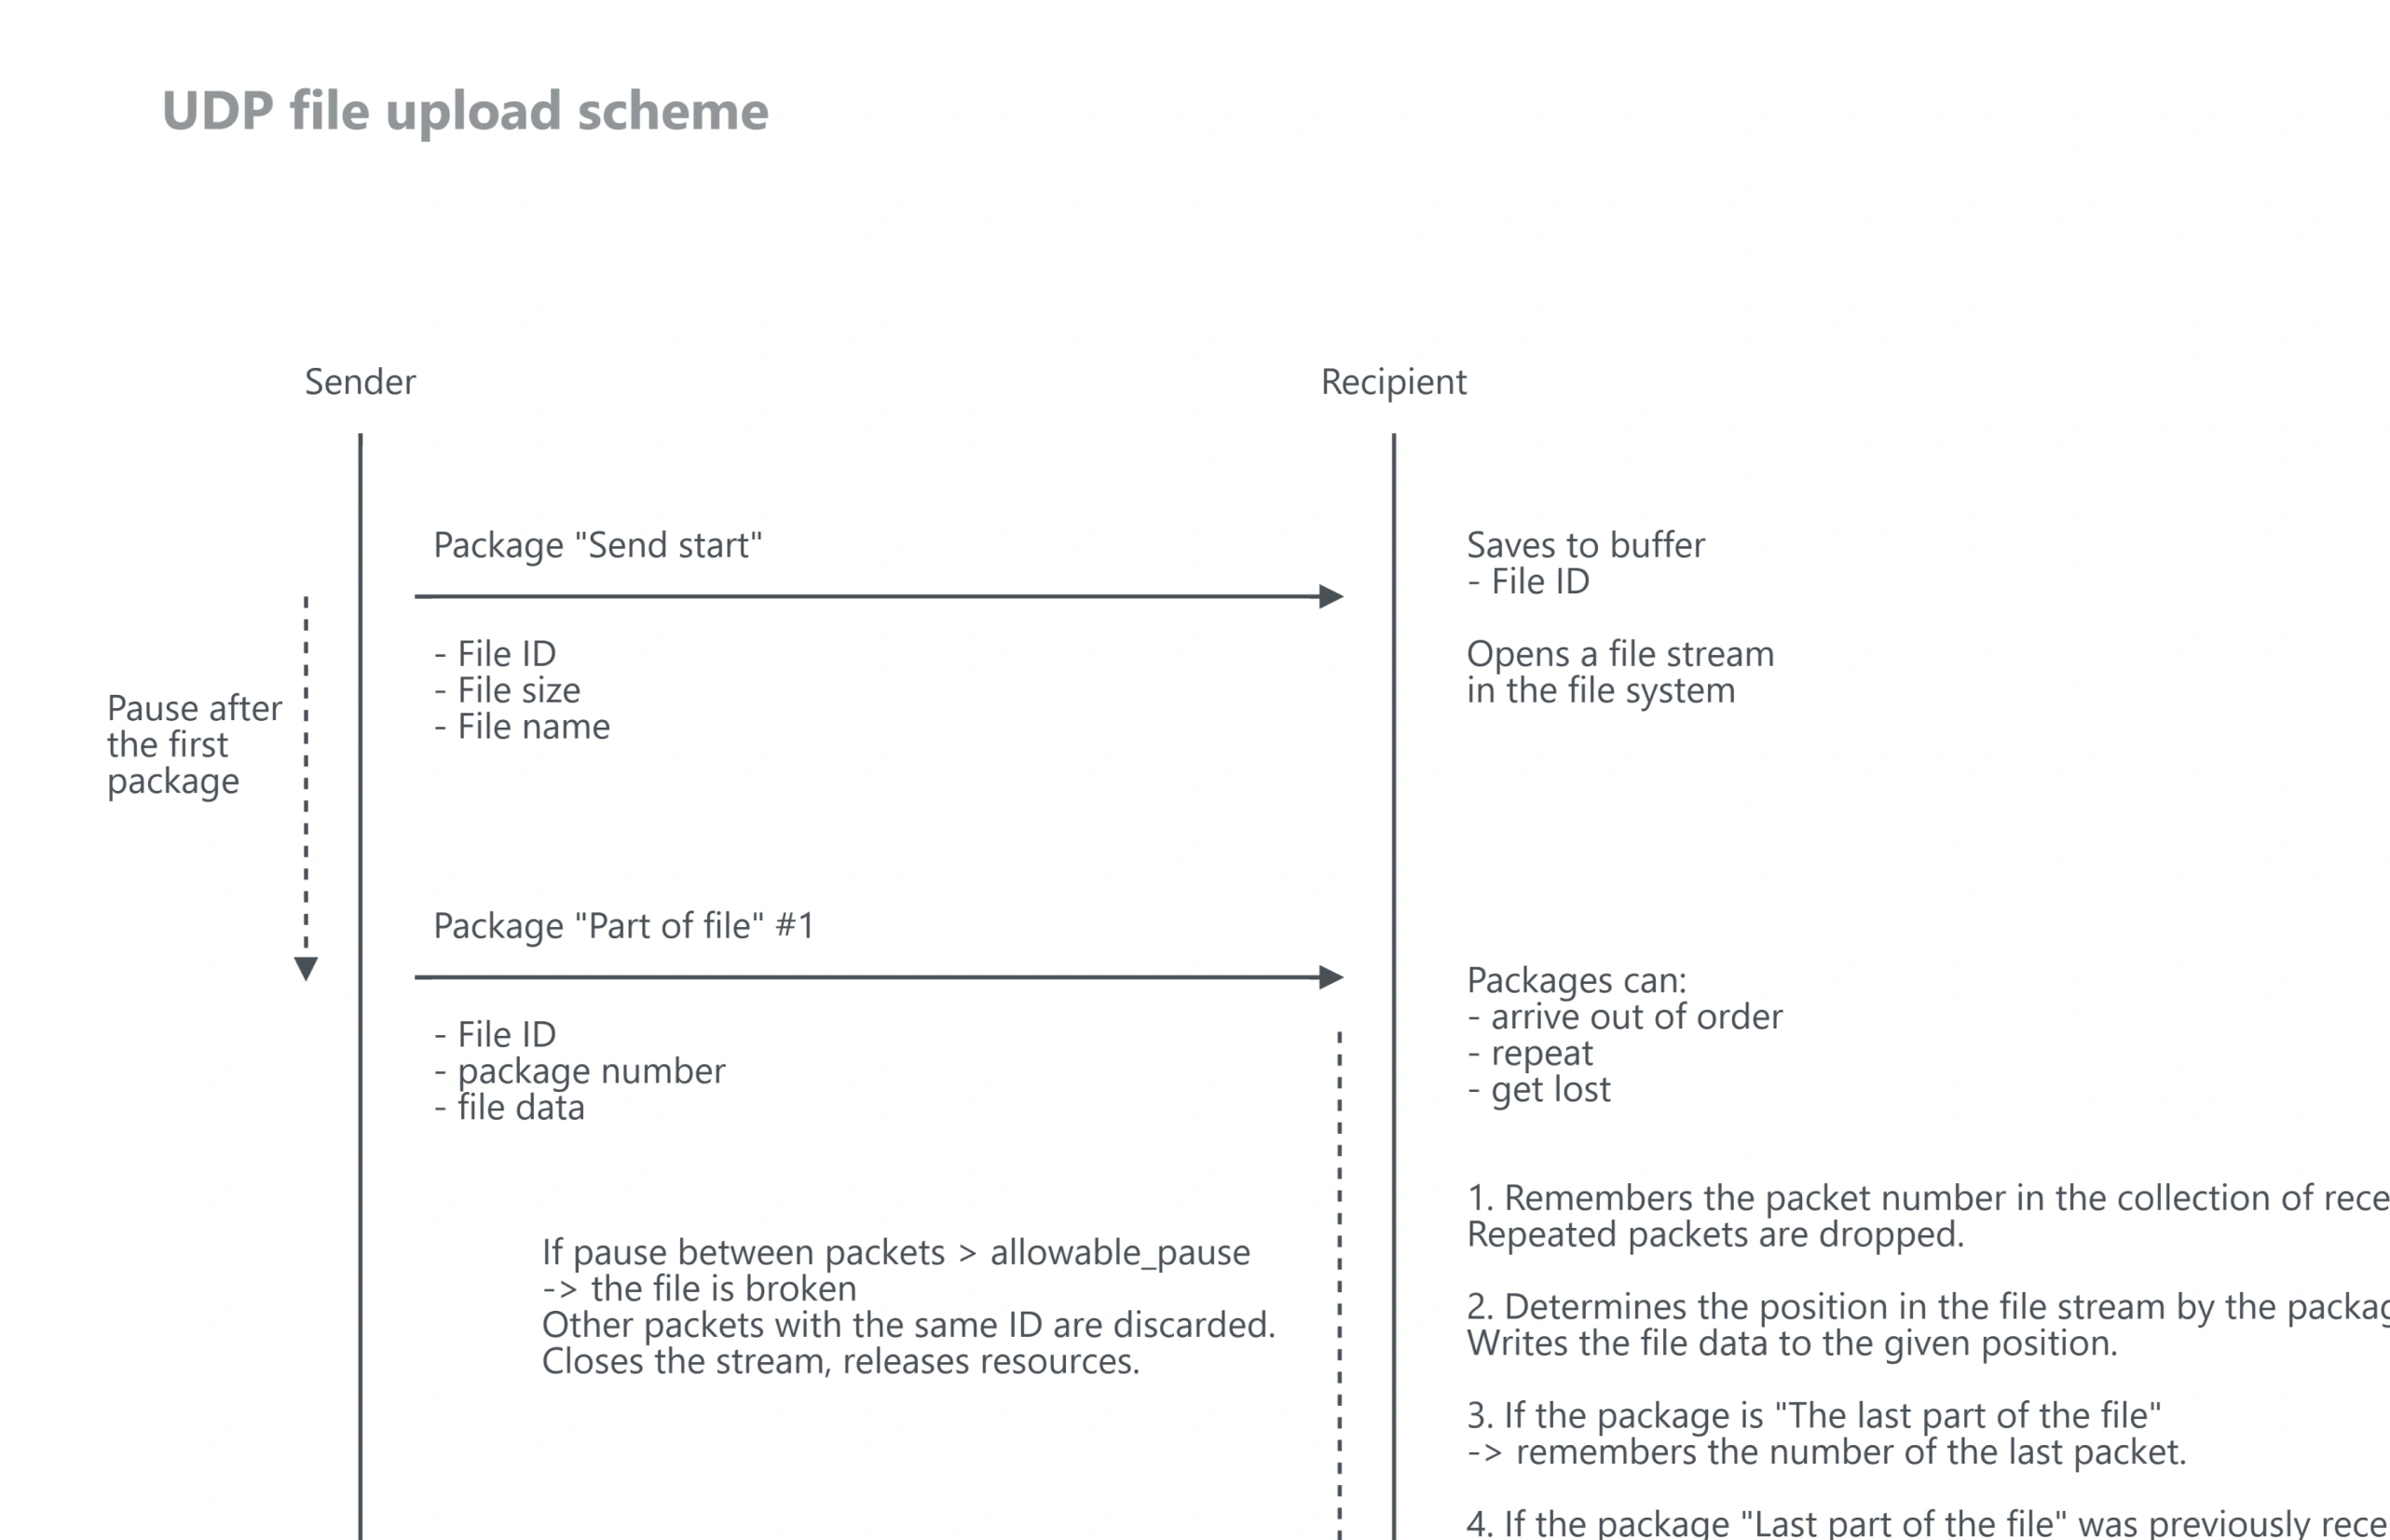 UDP file upload scheme
Sender
Recipient
Package "Send start"
- File ID
- File size
- File name
Saves to buffer
- File ID
Opens a file stream
in the file system
Pause after
the first
package
Package "Part of file" #1
- File ID
- package number
- file data
Packages can:
- arrive out of order
- repeat
- get lost
If pause between packets > allowable_pause
-> the file is broken
Other packets with the same ID are discarded.
Closes the stream, releases resources.
1. Remembers the packet number in the collection of
Repeated packets are dropped.
2. Determines the position in the file stream by the
Writes the file data to the given position.
3. If the package is "The last part of the file"
-> remembers the number of the last packet.
4. If the package "Last part of the file" was previously